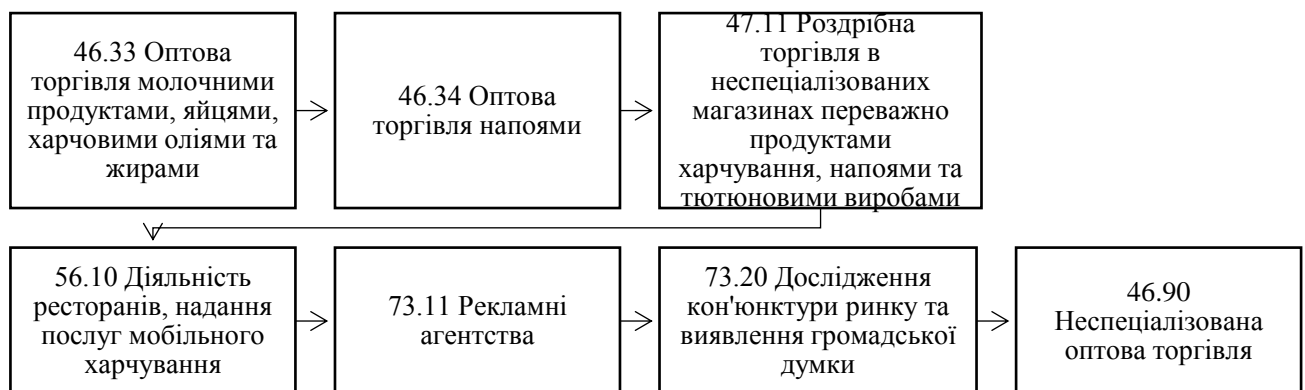 46.33 Оптова
торгівля молочними
продуктами, яйцями,
харчовими оліями та
жирами
46.34 Оптова
торгівля напоями
47.11 Роздрібна
торгівля в
неспеціалізованих
магазинах переважно
продуктами
харчування, напоями та
тютюновими виробами
56.10 Діяльність
ресторанів, надання
послуг мобільного
харчування
73.11 Рекламні
агентства
73.20 Дослідження
кон'юнктури ринку та
виявлення громадської
думки
46.90
Неспеціалізована
оптова торгівля